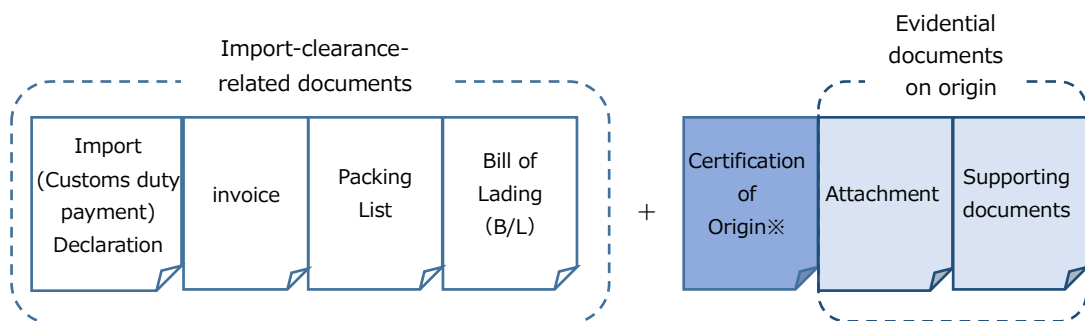 Import-clearance-
related documents
Evidential
documents
on origin
Import
(Customs duty
payment)
Declaration
invoice
Packing
List
Bill of
Lading
（B/L）
+
Certification
of
Origin※
Attachment
Supporting
documents